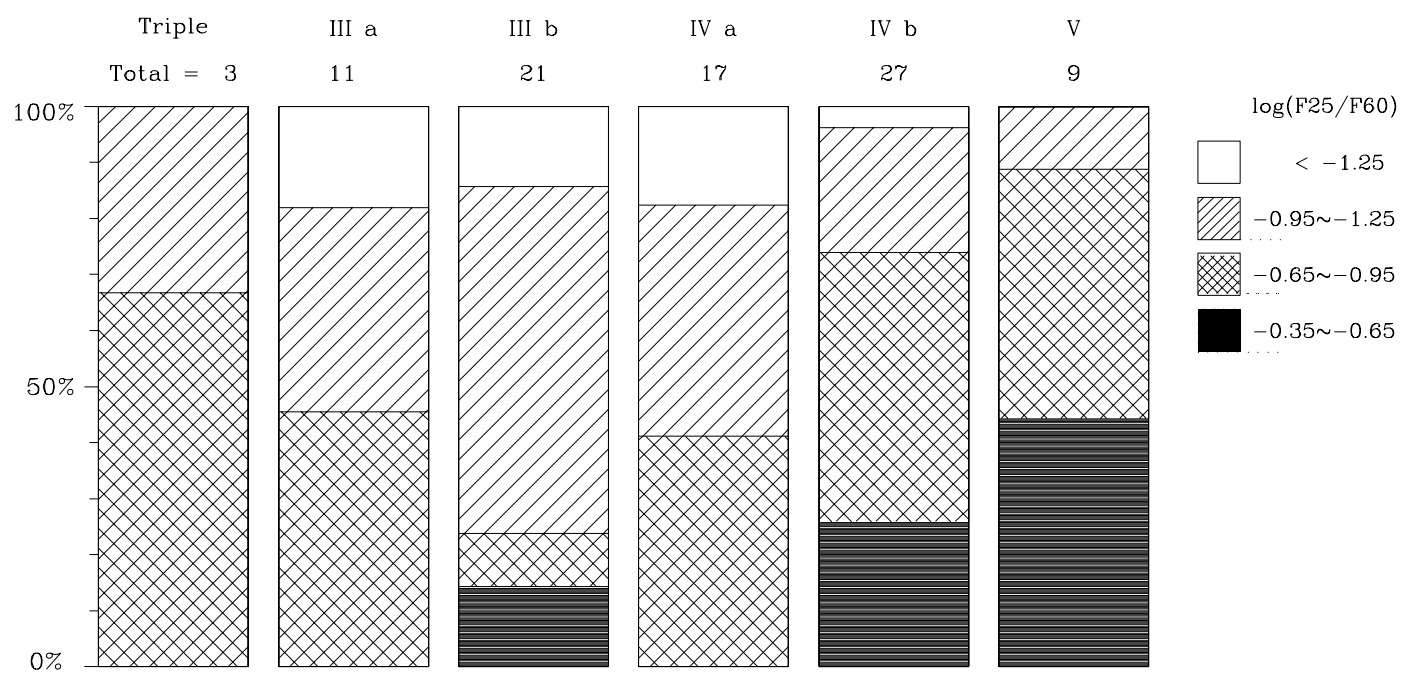 Triple III a III b IV a IV b V
Total = 3 11 21 17 27 9
100%
50%
0%
log(F25/F60)
< −1.25
−0.95~−1.25
−0.65~−0.95
−0.35~−0.65